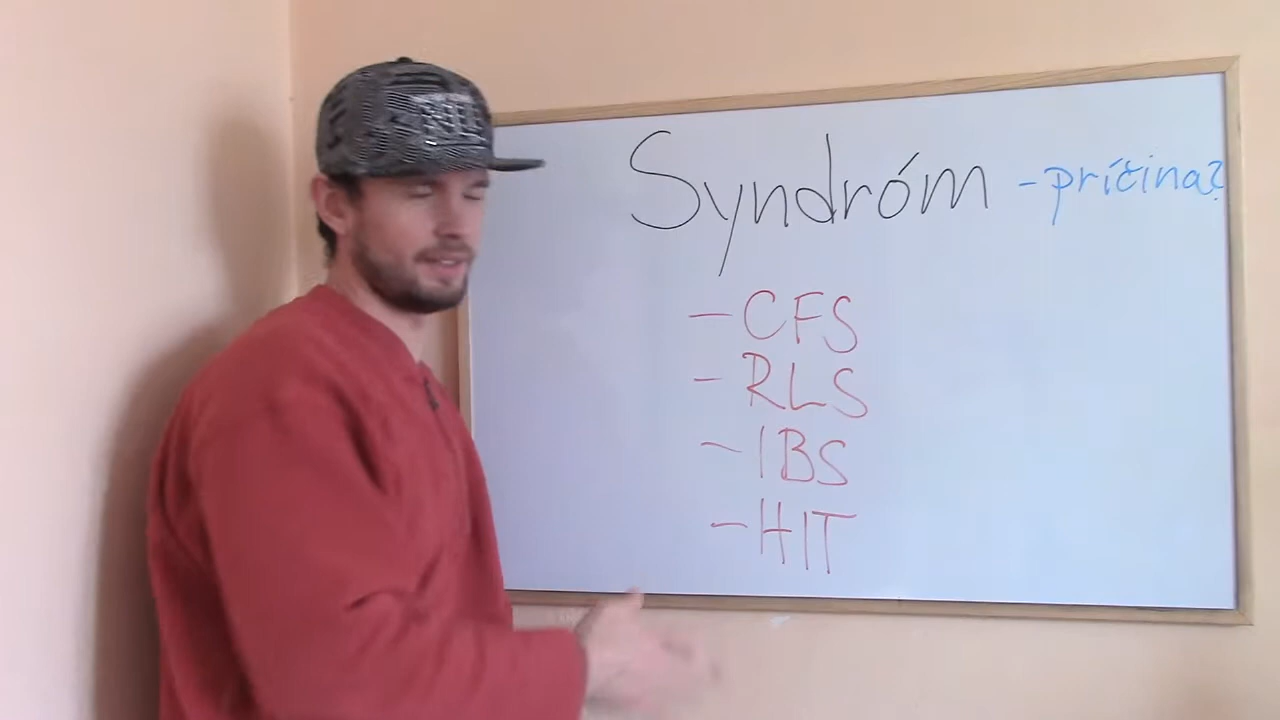 Syndróm - príčina?
- CFS
- RLS
- IBS
- HIT